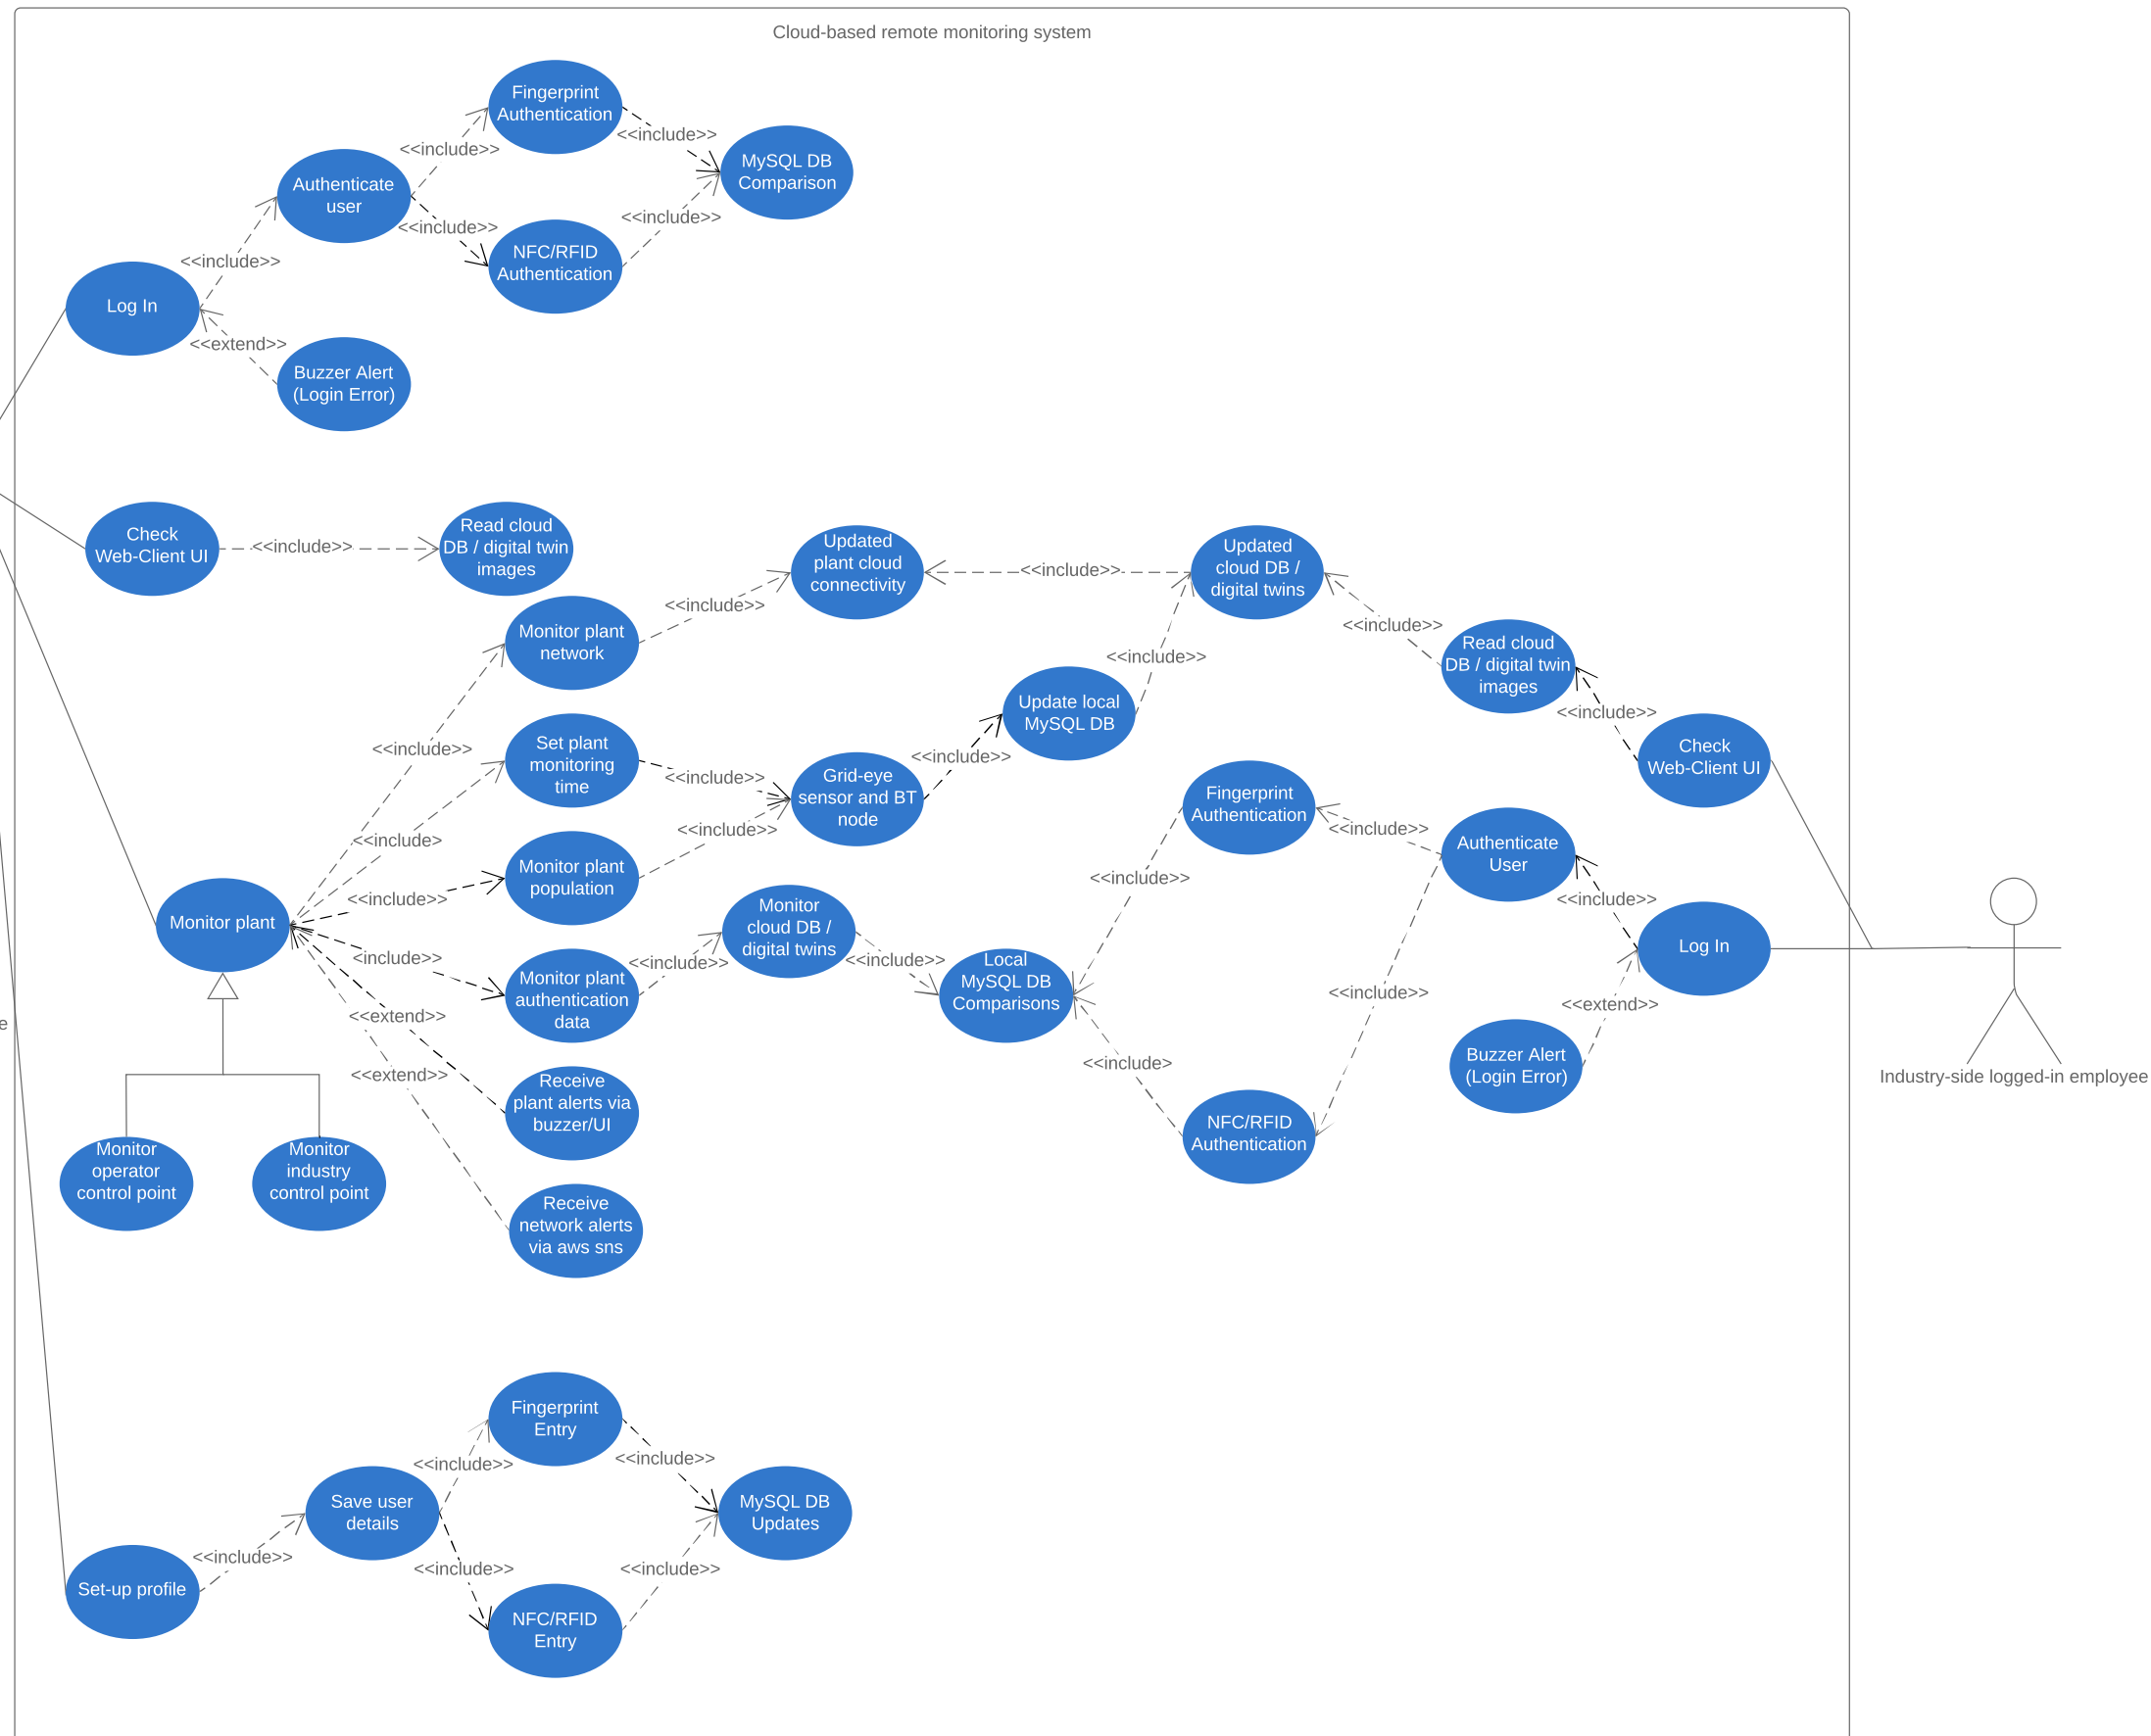 Cloud-based remote monitoring system
Fingerprint
Authentication
<<include>>
<<include>>
MySQL DB
Comparison
Authenticate
user
<<include>>
<<include>>
NFC/RFID
Authentication
<<include>>
Log In
<<extend>>
Buzzer Alert
(Login Error)
Check
Web-Client UI
<<include>>
Read cloud
DB / digital twin
images
Updated
plant cloud
connectivity
<<include>>
Updated
cloud DB /
digital twins
<<include>>
Monitor plant
network
<<include>>
<<include>>
Read cloud
DB / digital twin
images
<<include>>
Update local
MySQL DB
<<include>>
Check
Web-Client UI
<<include>>
Set plant
monitoring
time
<<include>>
<<include>>
Grid-eye
sensor and BT
node
<<include>
<<include>>
Fingerprint
Authentication
<<include>>
Authenticate
User
Monitor plant
population
<<include>>
<<include>>
<<include>>
Monitor plant
Monitor
cloud DB /
digital twins
Log In
<include>>
<<include>>
<<include>>
Monitor plant
authentication
data
Local
MySQL DB
Comparisons
<<include>>
<<extend>>
<<extend>>
e
<<include>
Buzzer Alert
(Login Error)
Industry-side logged-in employee
<<extend>>
Receive
plant alerts via
buzzer/UI
NFC/RFID
Authentication
Monitor
operator
control point
Monitor
industry
control point
Receive
network alerts
via aws sns
Fingerprint
Entry
<<include>>
<<include>>
Save user
details
MySQL DB
Updates
<<include>>
<<include>>
<<include>>
Set-up profile
NFC/RFID
Entry